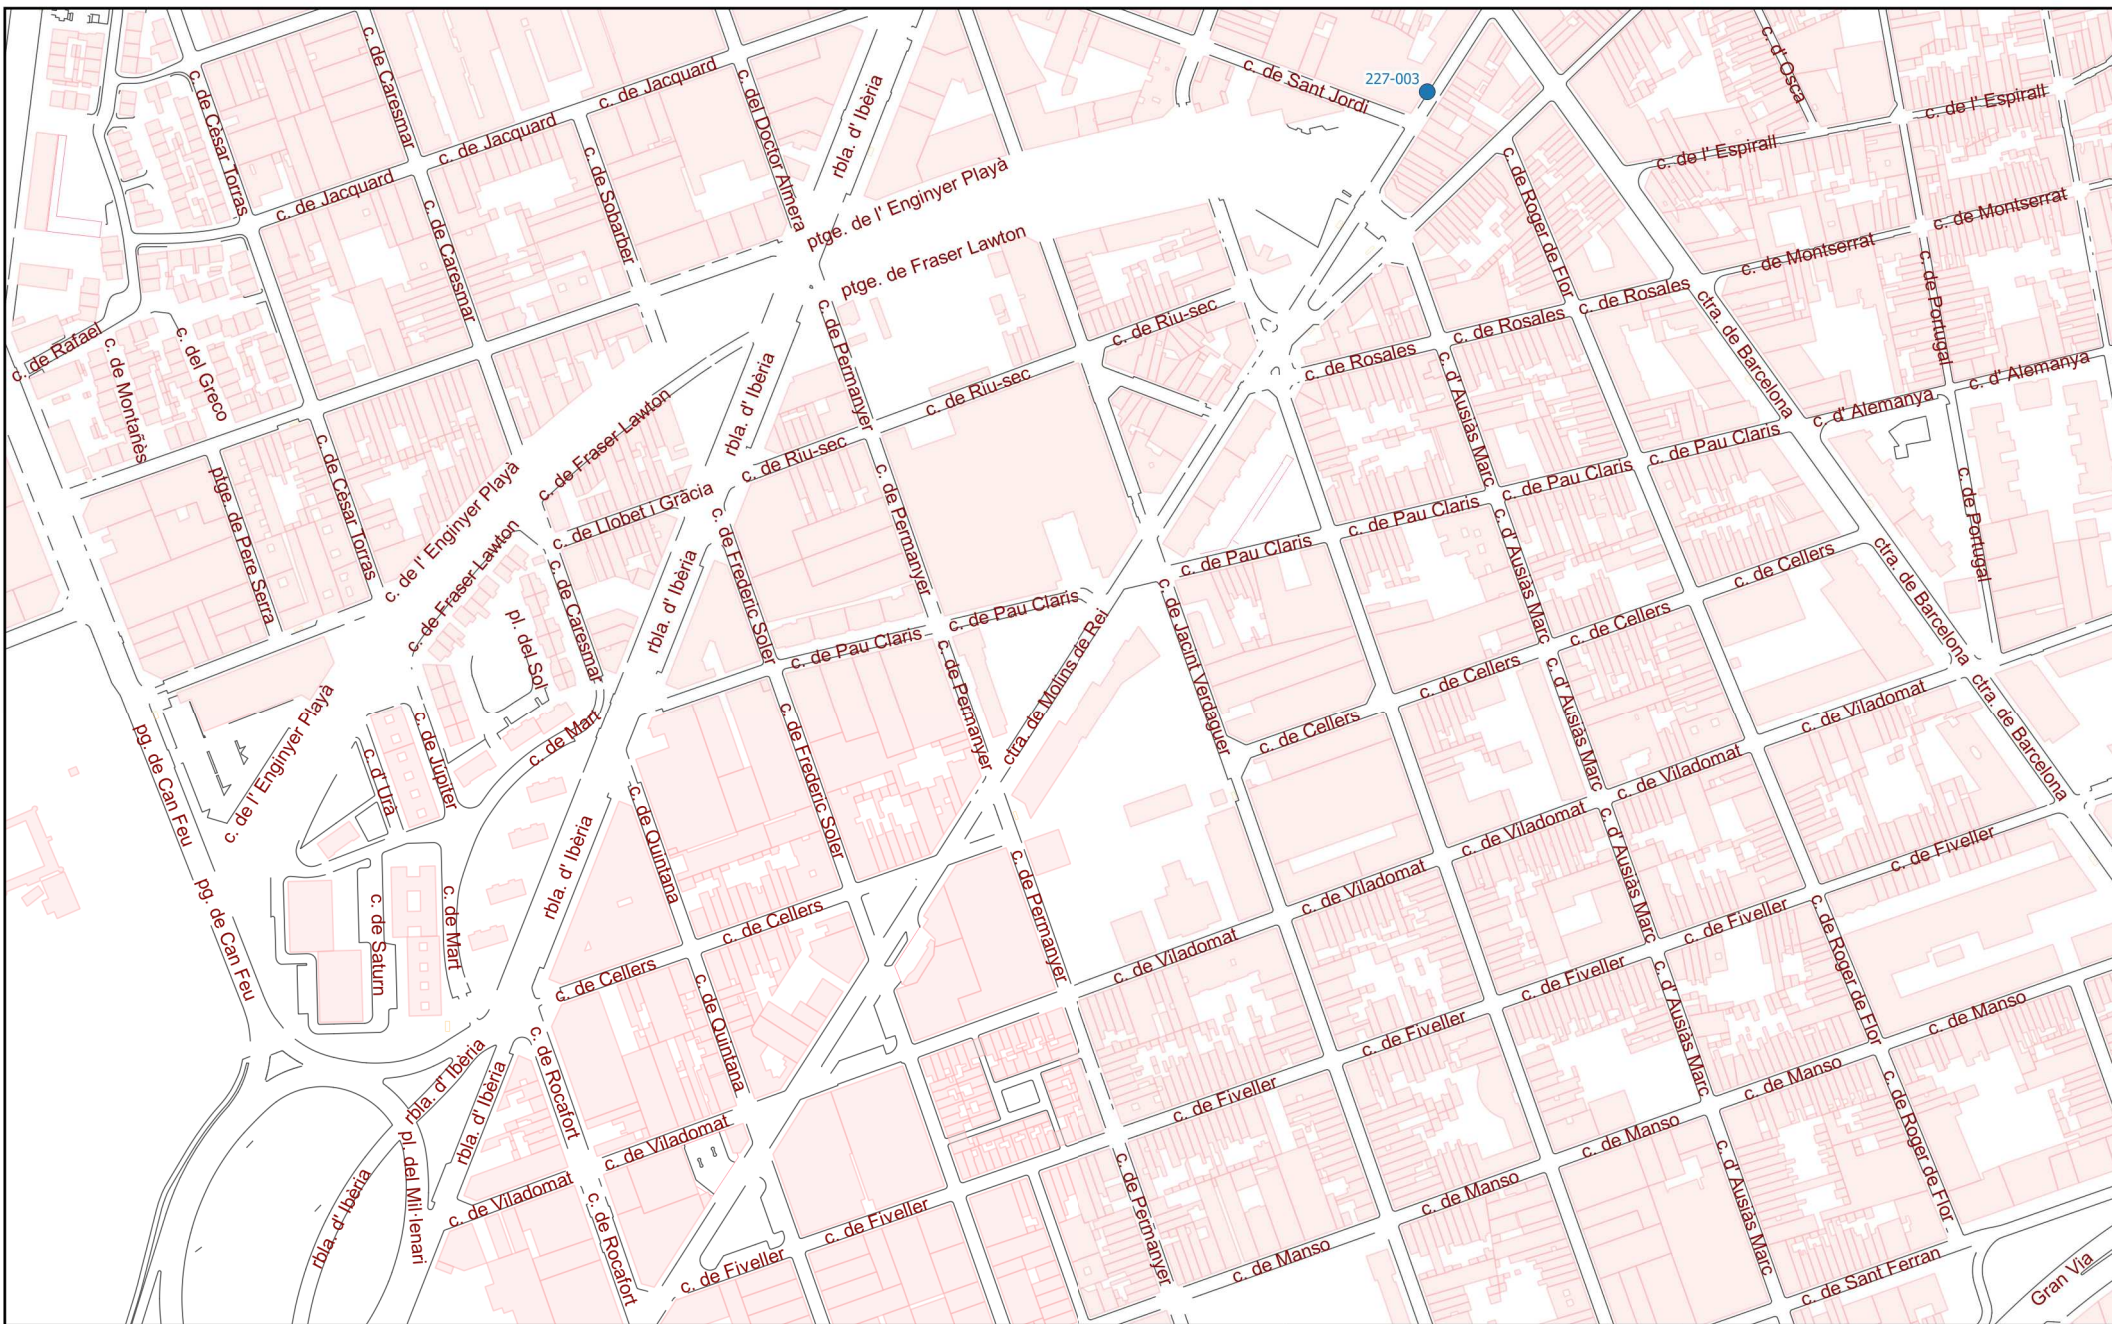 c. de Caresmar
c. de Jacquard
c. de Sant Jordi
227-003
c. d' Osca
c. de Cèsar Torras
c. del Doctor Almera
rbla. d' Ibèria
c. de l' Espirall
c. de Jacquard
c. de l' Espirall
c. de Jacquard
c. de Sobarber
ptge. de l' Enginyer Playà
c. de Roger de Flor
c. de Montserrat
c. de Caresmar
ptge. de Fraser Lawton
c. de Montserrat
c. de Portugal
c. de Rafael
c. de Montañès
c. del Greco
c. de Permanyer
c. de Riu-sec
c. de Rosales
c. de Rosales
c. de Rosales
ctra. de Barcelona
c. d' Alemanya
c. d' Alemanya
c. de Fraser Lawton
rbla. d' Ibèria
c. de Riu-sec
c. de Riu-sec
c. d' Ausiàs Marc
c. de Pau Claris
c. de Pau Claris
c. de Pau Claris
c. de Pau Claris
ptge. de Pere Serra
c. de Cèsar Torras
c. de l' Enginyer Playà
c. de Fraser Lawton
c. de Llobet i Gràcia
c. de Frederic Soler
c. de Permanyer
c. d' Ausiàs Marc
c. de Portugal
c. de Cellers
ctra. de Barcelona
pl. del Sol
c. de Caresmar
rbla. d' Ibèria
c. de Pau Claris
c. de Pau Claris
ctra. de Molins de Rei
c. de Jacint Verdaguer
c. de Cellers
c. de Cellers
c. de Cellers
c. d' Ausiàs Marc
c. de Viladomat
ctra. de Barcelona
pg. de Can Feu
c. de l' Enginyer Playà
c. d' Urà
c. de Júpiter
c. de Mart
c. de Frederic Soler
c. de Permanyer
c. de Viladomat
c. de Viladomat
c. de Viladomat
c. d' Ausiàs Marc
c. de Fiveller
c. de Quintana
rbla. d' Ibèria
pg. de Can Feu
c. de Saturn
c. de Mart
c. de Cellers
c. de Cellers
c. de Permanyer
c. de Viladomat
c. de Fiveller
c. de Fiveller
c. de Roger de Flor
c. de Quintana
c. de Fiveller
c. de Fiveller
c. d' Ausiàs Marc
c. de Manso
c. de Manso
c. de Manso
c. de Manso
c. de Manso
c. de Roger de Flor
rbla. d' Ibèria
rbla. d' Ibèria
c. de Rocafort
c. de Viladomat
c. de Viladomat
rbla. d' Ibèria
pl. del Mil·lenari
c. de Rocafort
c. de Fiveller
c. de Fiveller
c. de Permanyer
c. d' Ausiàs Marc
c. de Sant Ferran
Gran Via